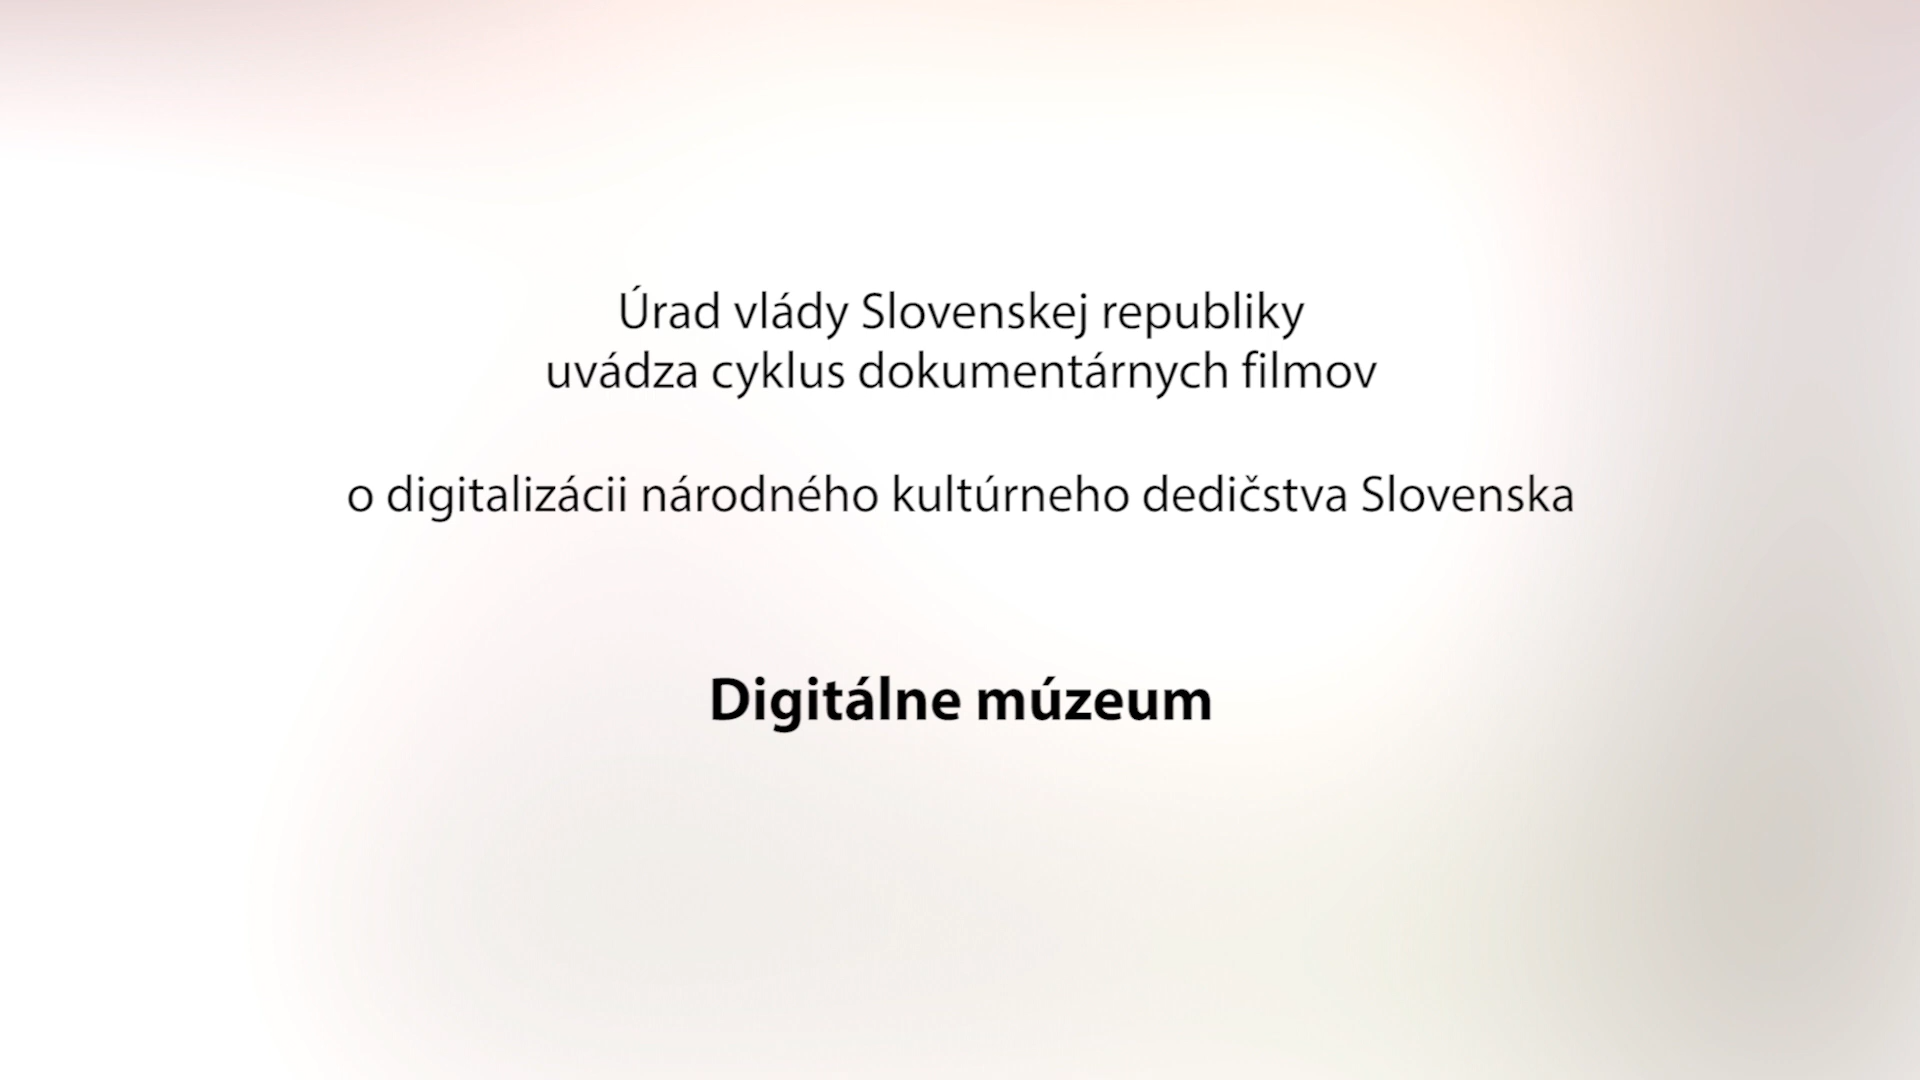 Úrad vlády Slovenskej republiky
uvádza cyklus dokumentárnych filmov
o digitalizácii národného kultúrneho dedičstva Slovenska
Digitálne múzeum